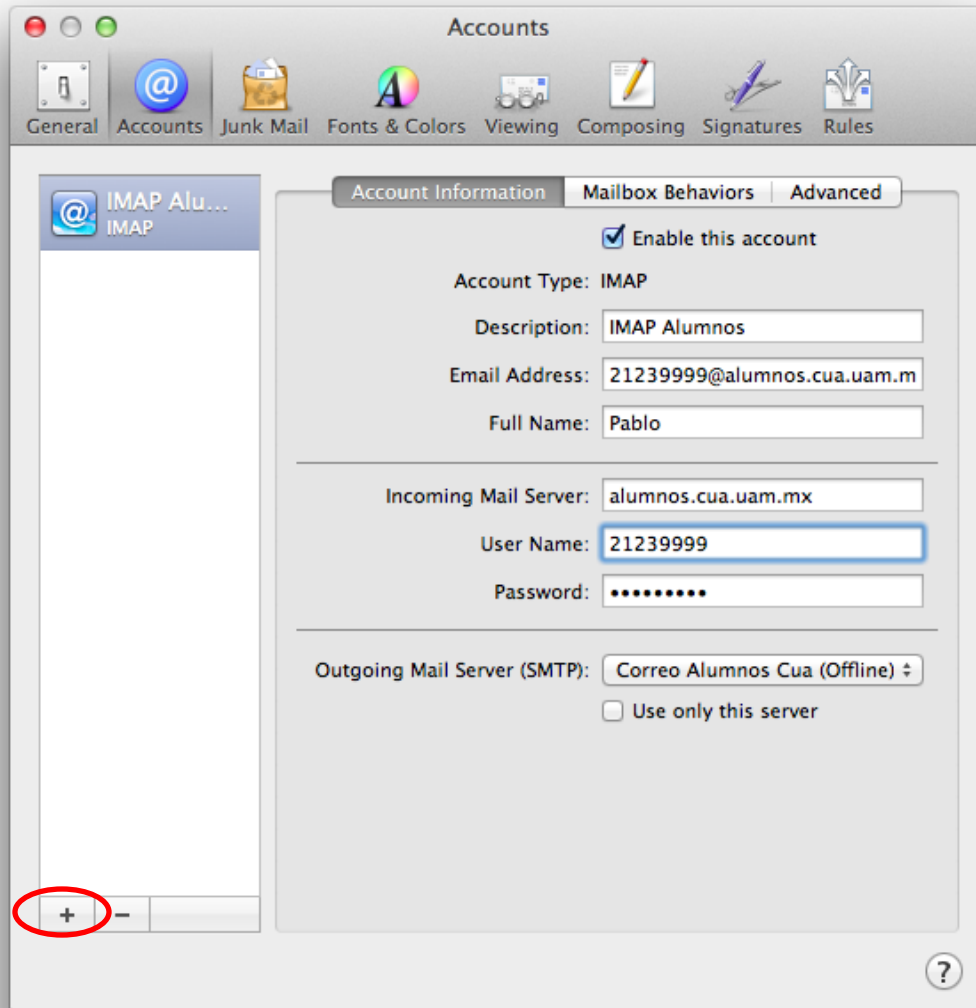 Accounts
General Accounts Junk Mail Fonts & Colors Viewing Composing Signatures Rules
IMAP Alu...
IMAP
Account Information Mailbox Behaviors Advanced
Enable this account
Account Type: IMAP
Description: IMAP Alumnos
Email Address: 21239999@alumnos.cua.uam.m
Full Name: Pablo
Incoming Mail Server: alumnos.cua.uam.mx
User Name: 21239999
Password: •••••••••
Outgoing Mail Server (SMTP): Correo Alumnos Cua (Offline)
Use only this server
+ −
?